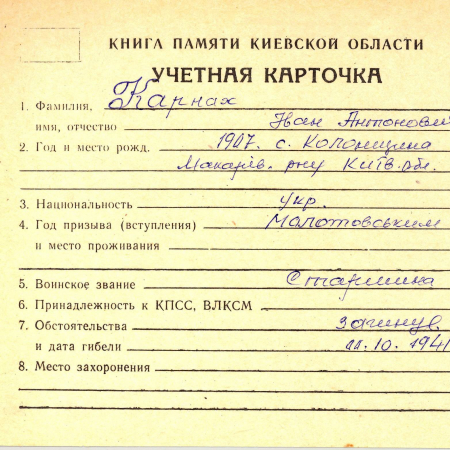 КНИГА ПАМЯТИ КИЕВСКОЙ ОБЛАСТИ
УЧЕТНАЯ КАРТОЧКА
1. Фамилия, Карнах
имя, отчество Іван Антонович
2. Год и место рожд. 1907. с. Колонщина
Макарів. р-ну Київ. обл.
3. Национальность укр.
4. Год призыва (вступления) Молотовським
и место проживания
5. Воинское звание Старшина
6. Принадлежность к КПСС, ВЛКСМ
7. Обстоятельства загинув
и дата гибели 11.10.1941
8. Место захоронения